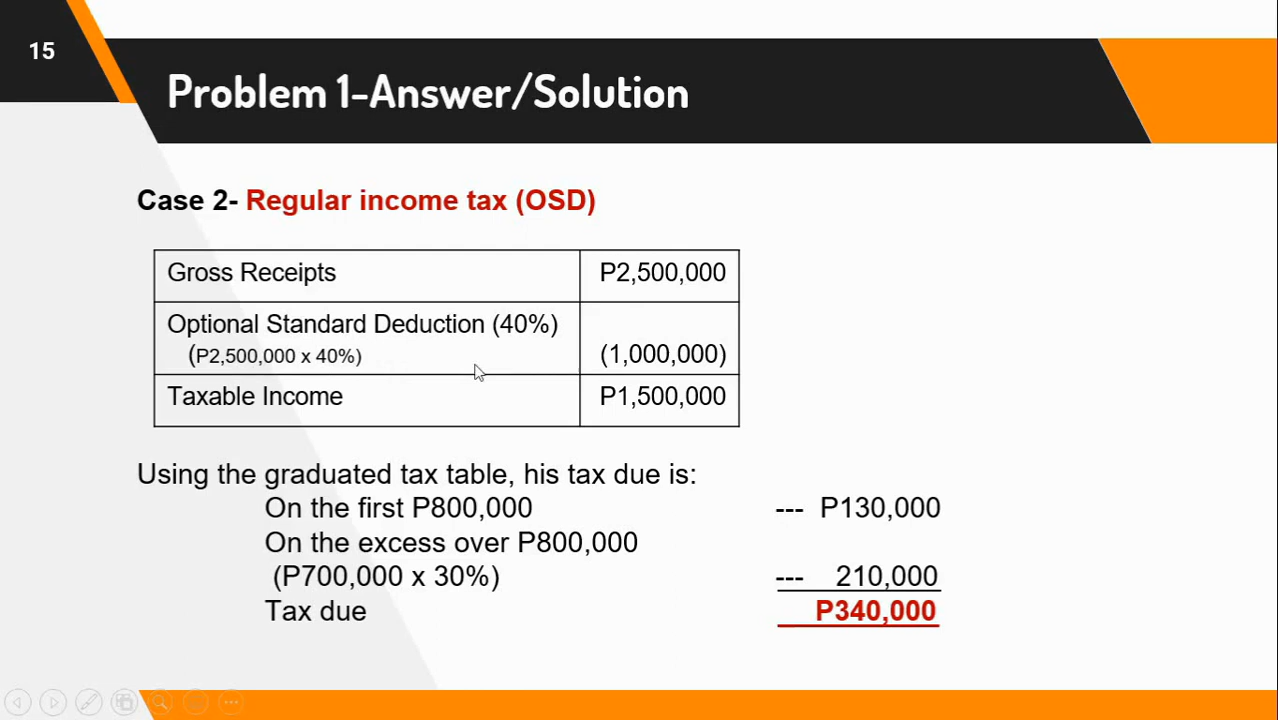 15
Problem 1-Answer/Solution
Case 2- Regular income tax (OSD)
Gross Receipts P2,500,000
Optional Standard Deduction (40%)
(P2,500,000 x 40%) (1,000,000)
Taxable Income P1,500,000
Using the graduated tax table, his tax due is:
On the first P800,000 --- P130,000
On the excess over P800,000
(P700,000 x 30%) --- 210,000
Tax due P340,000